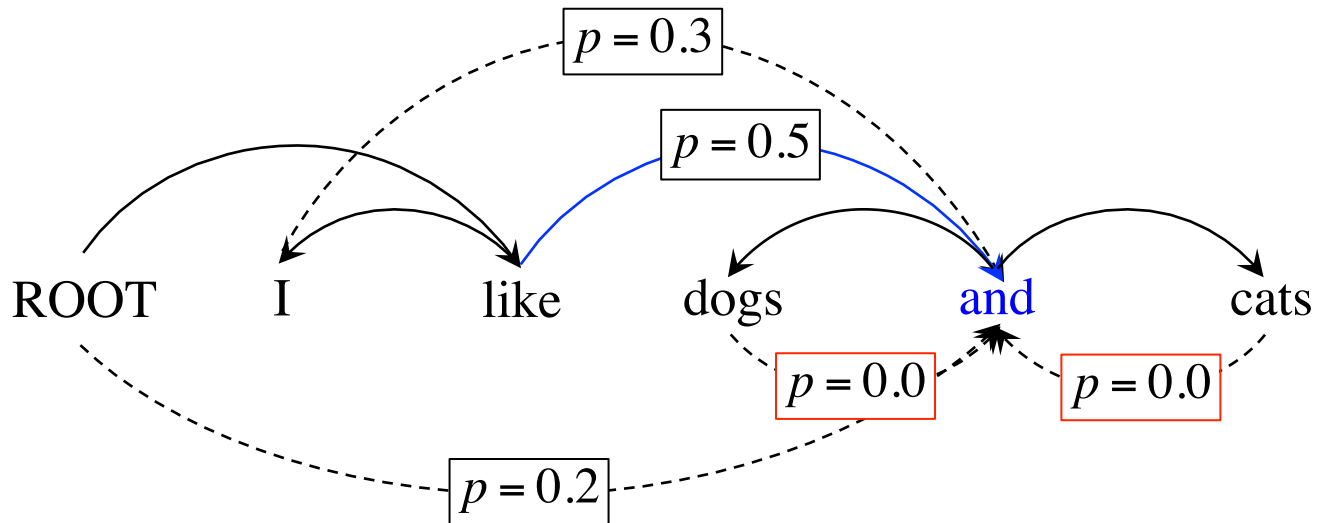 p = 0.3
p = 0.5
ROOT I like dogs and cats
p = 0.0 p = 0.0
p = 0.2